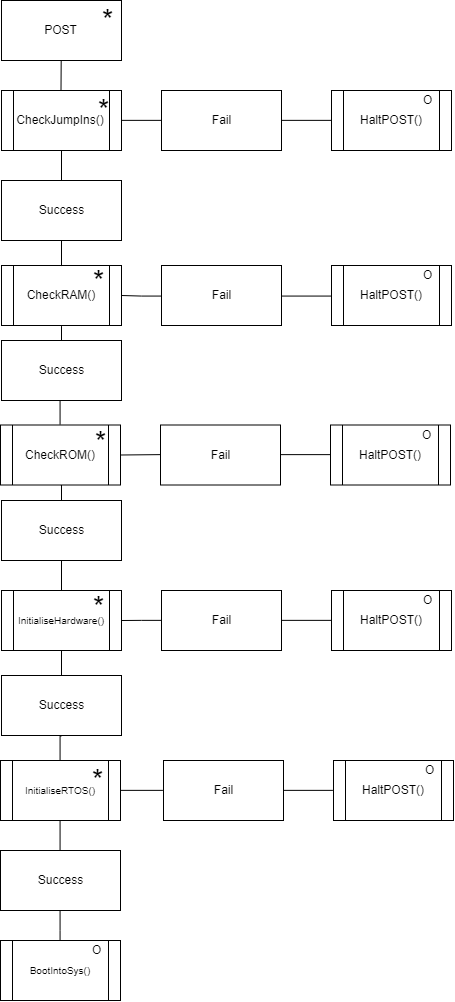 POST *
CheckJumpIns() * Fail HaltPOST() O
Success
CheckRAM() * Fail HaltPOST() O
Success
CheckROM() * Fail HaltPOST() O
Success
InitialiseHardware() * Fail HaltPOST() O
Success
InitialiseRTOS() * Fail HaltPOST() O
Success
BootIntoSys() O